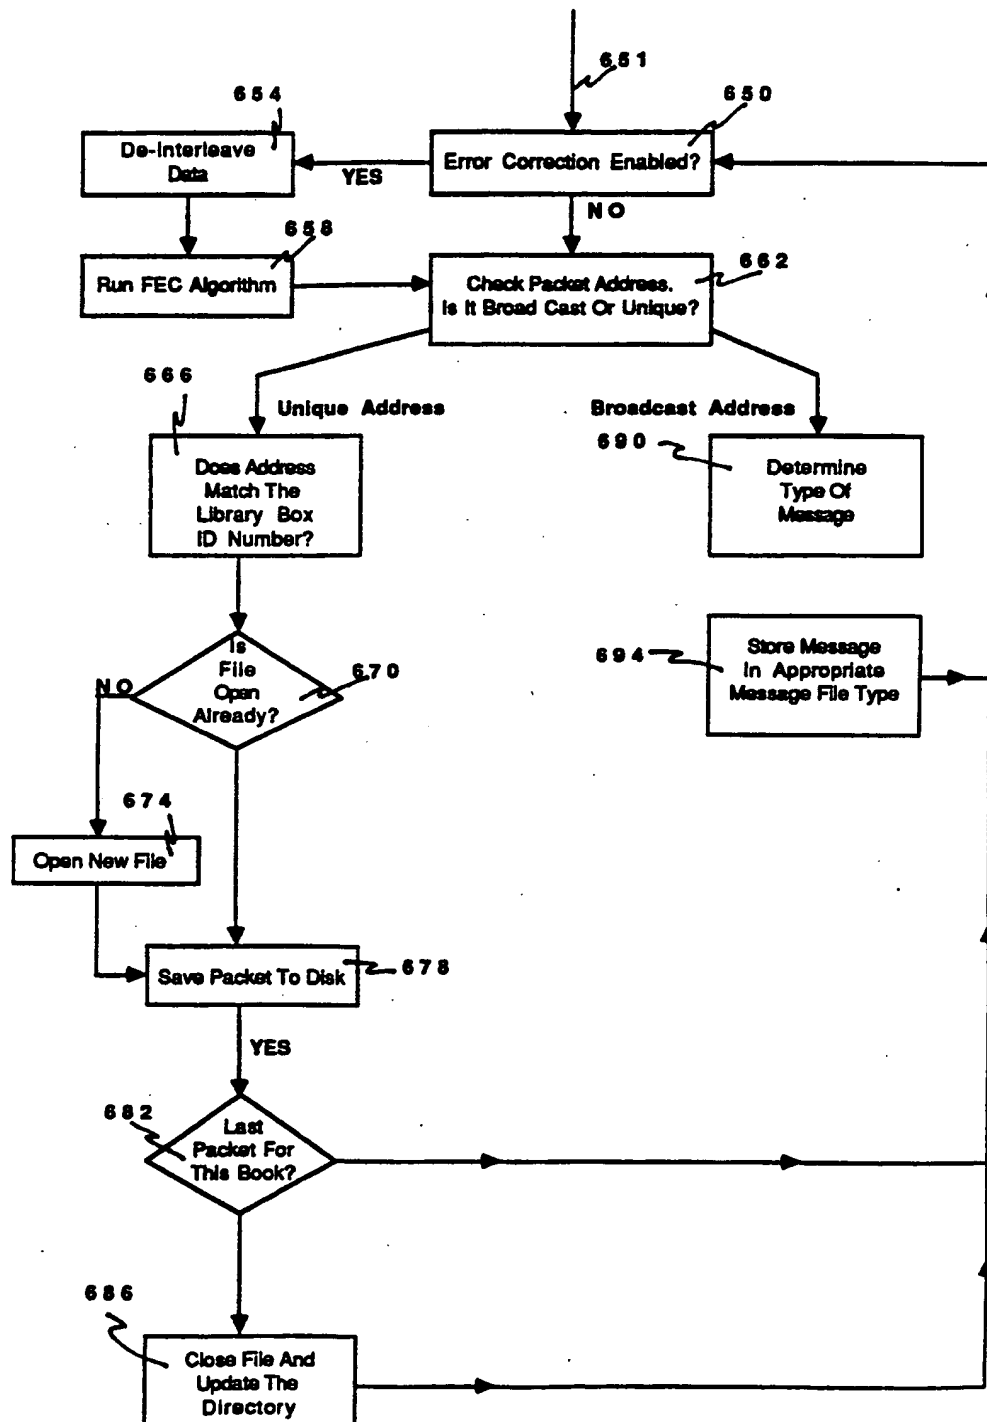 651
654
650
De-Interleave
Data
YES
Error Correction Enabled?
NO
658
662
Run FEC Algorithm
Check Packet Address.
Is It Broad Cast Or Unique?
666
Unique Address
Broadcast Address
690
Does Address
Match The
Library Box
ID Number?
Determine
Type Of
Message
Is
File
Open
Already?
670
NO
694
Store Message
In Appropriate
Message File Type
674
Open New File
Save Packet To Disk
678
YES
682
Last
Packet For
This Book?
686
Close File And
Update The
Directory